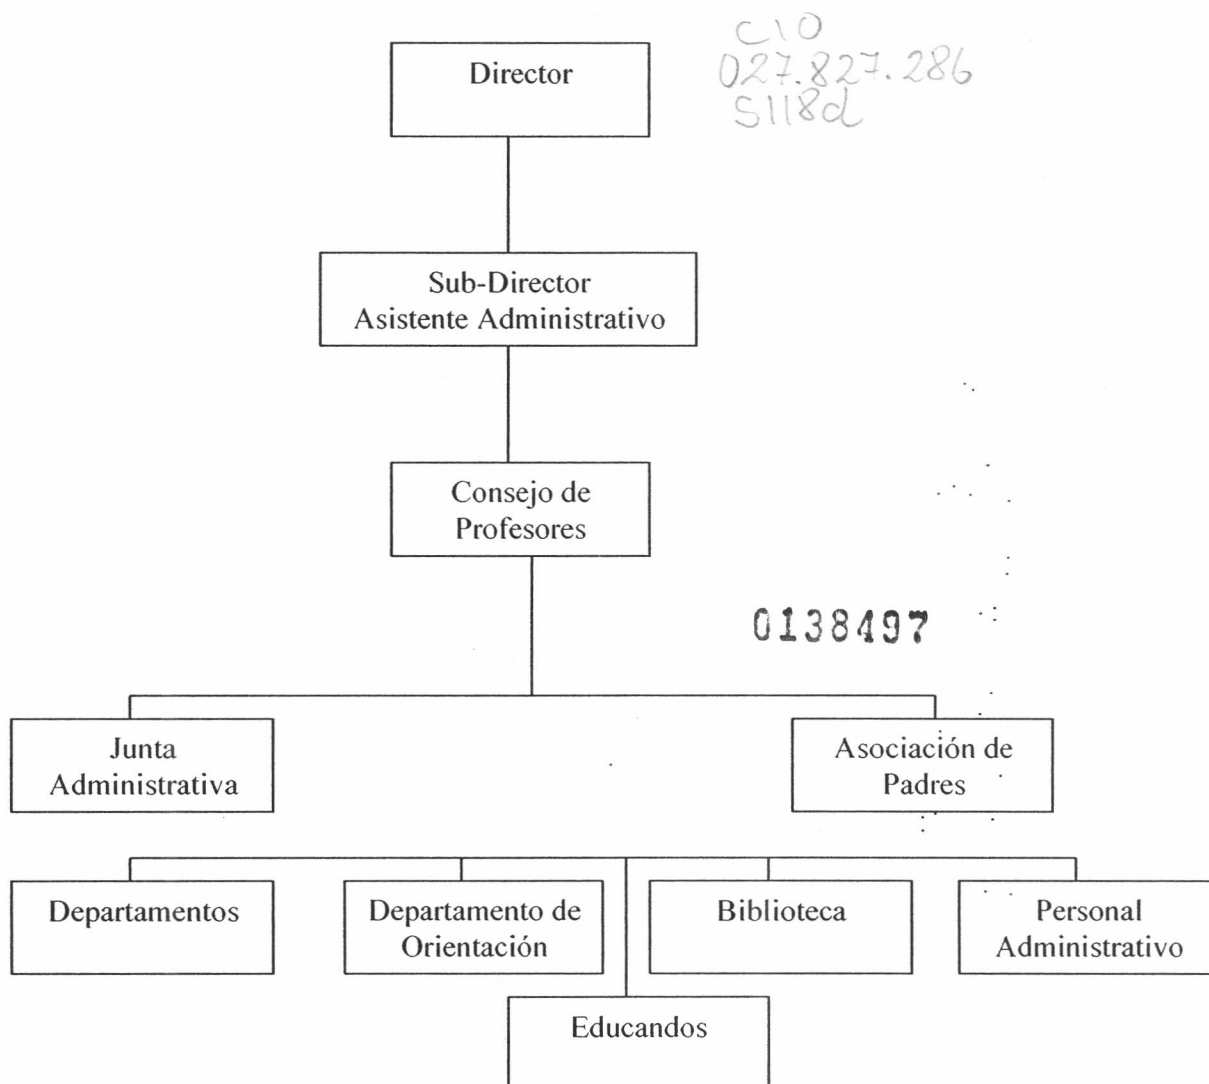 Director
C10
027.827.286
S118d
Sub-Director
Asistente Administrativo
Consejo de
Profesores
0138497
Junta
Administrativa
Asociación de
Padres
Departamentos
Departamento de
Orientación
Biblioteca
Personal
Administrativo
Educandos